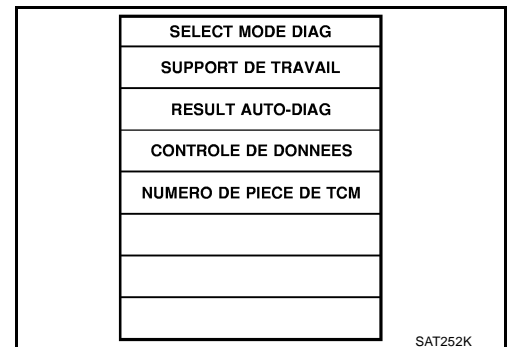 SELECT MODE DIAG
SUPPORT DE TRAVAIL
RESULT AUTO-DIAG
CONTROLE DE DONNEES
NUMERO DE PIECE DE TCM
SAT252K